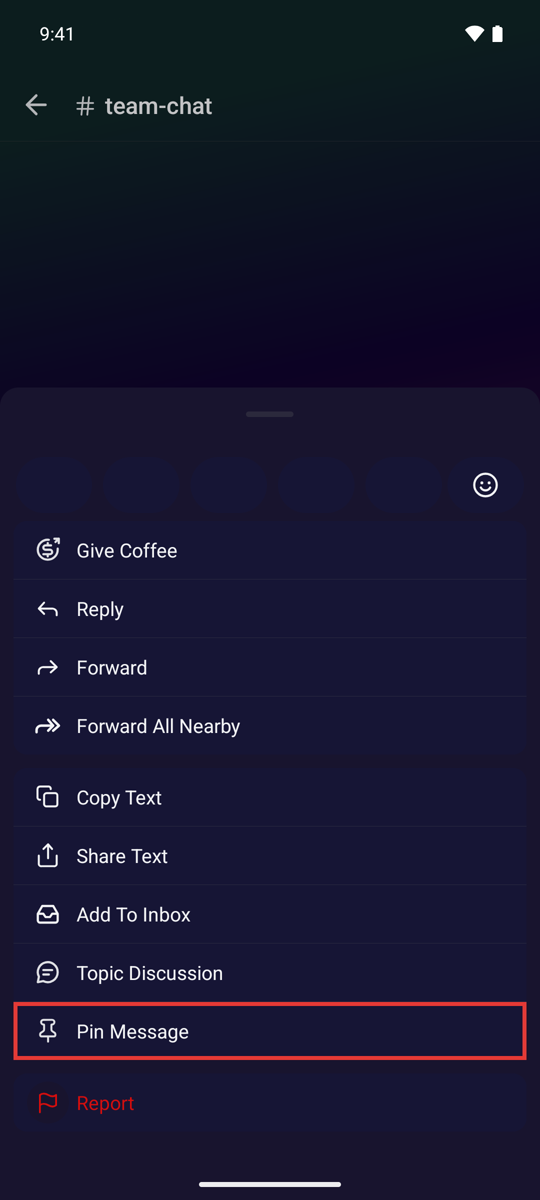 9:41
# team-chat
Give Coffee
Reply
Forward
Forward All Nearby
Copy Text
Share Text
Add To Inbox
Topic Discussion
Pin Message
Report